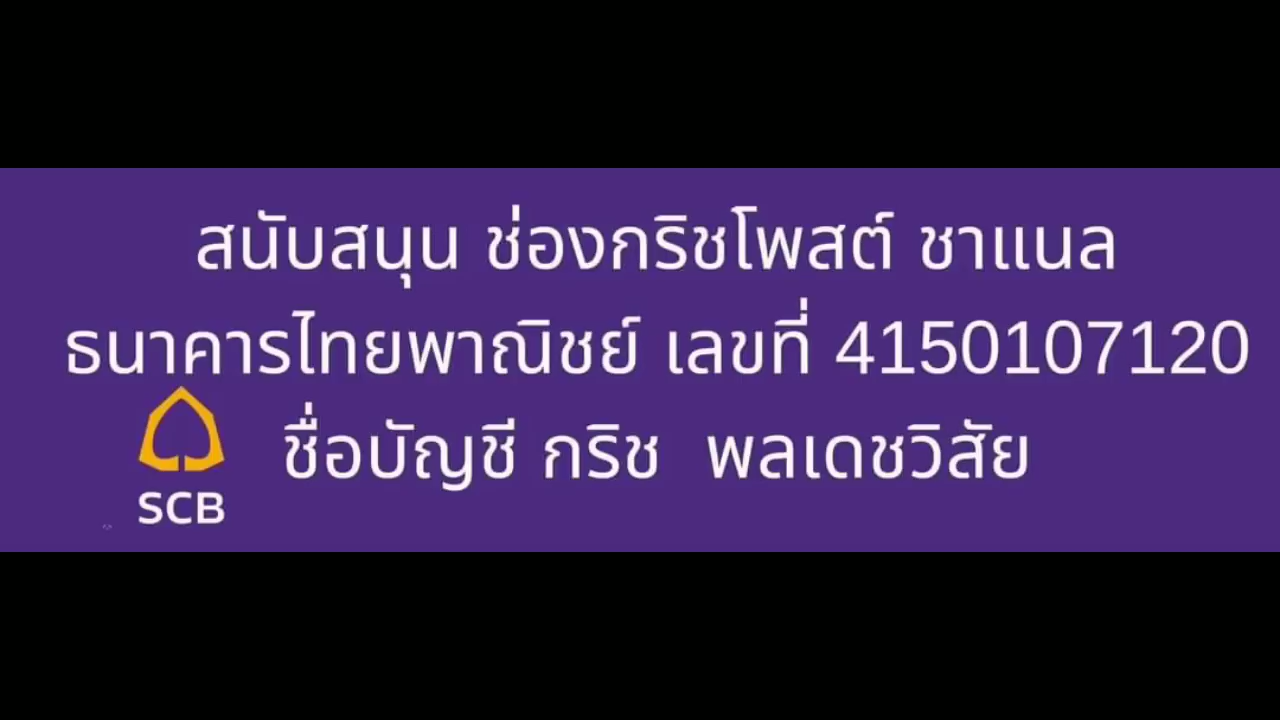 สนับสนุน ช่องกริชโพสต์ ชาแนล
ธนาคารไทยพาณิชย์ เลขที่ 4150107120
ชื่อบัญชี กริช พลเดชวิสัย
SCB